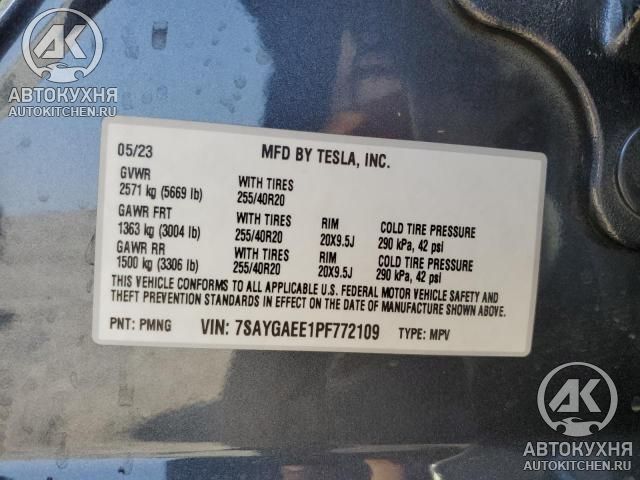 AK
АВТОКУХНЯ
AUTOKITCHEN.RU
05/23 MFD BY TESLA, INC.
GVWR
2571 kg (5669 lb) WITH TIRES
255/40R20
GAWR FRT
1363 kg (3004 lb) WITH TIRES
255/40R20 RIM
20X9.5J COLD TIRE PRESSURE
290 kPa, 42 psi
GAWR RR
1500 kg (3306 lb) WITH TIRES
255/40R20 RIM
20X9.5J COLD TIRE PRESSURE
290 kPa, 42 psi
THIS VEHICLE CONFORMS TO ALL APPLICABLE U.S. FEDERAL MOTOR VEHICLE SAFETY AND
THEFT PREVENTION STANDARDS IN EFFECT ON THE DATE OF MANUFACTURE SHOWN ABOVE.
PNT: PMNG VIN: 7SAYGAEE1PF772109 TYPE: MPV
AK
АВТОКУХНЯ
AUTOKITCHEN.RU